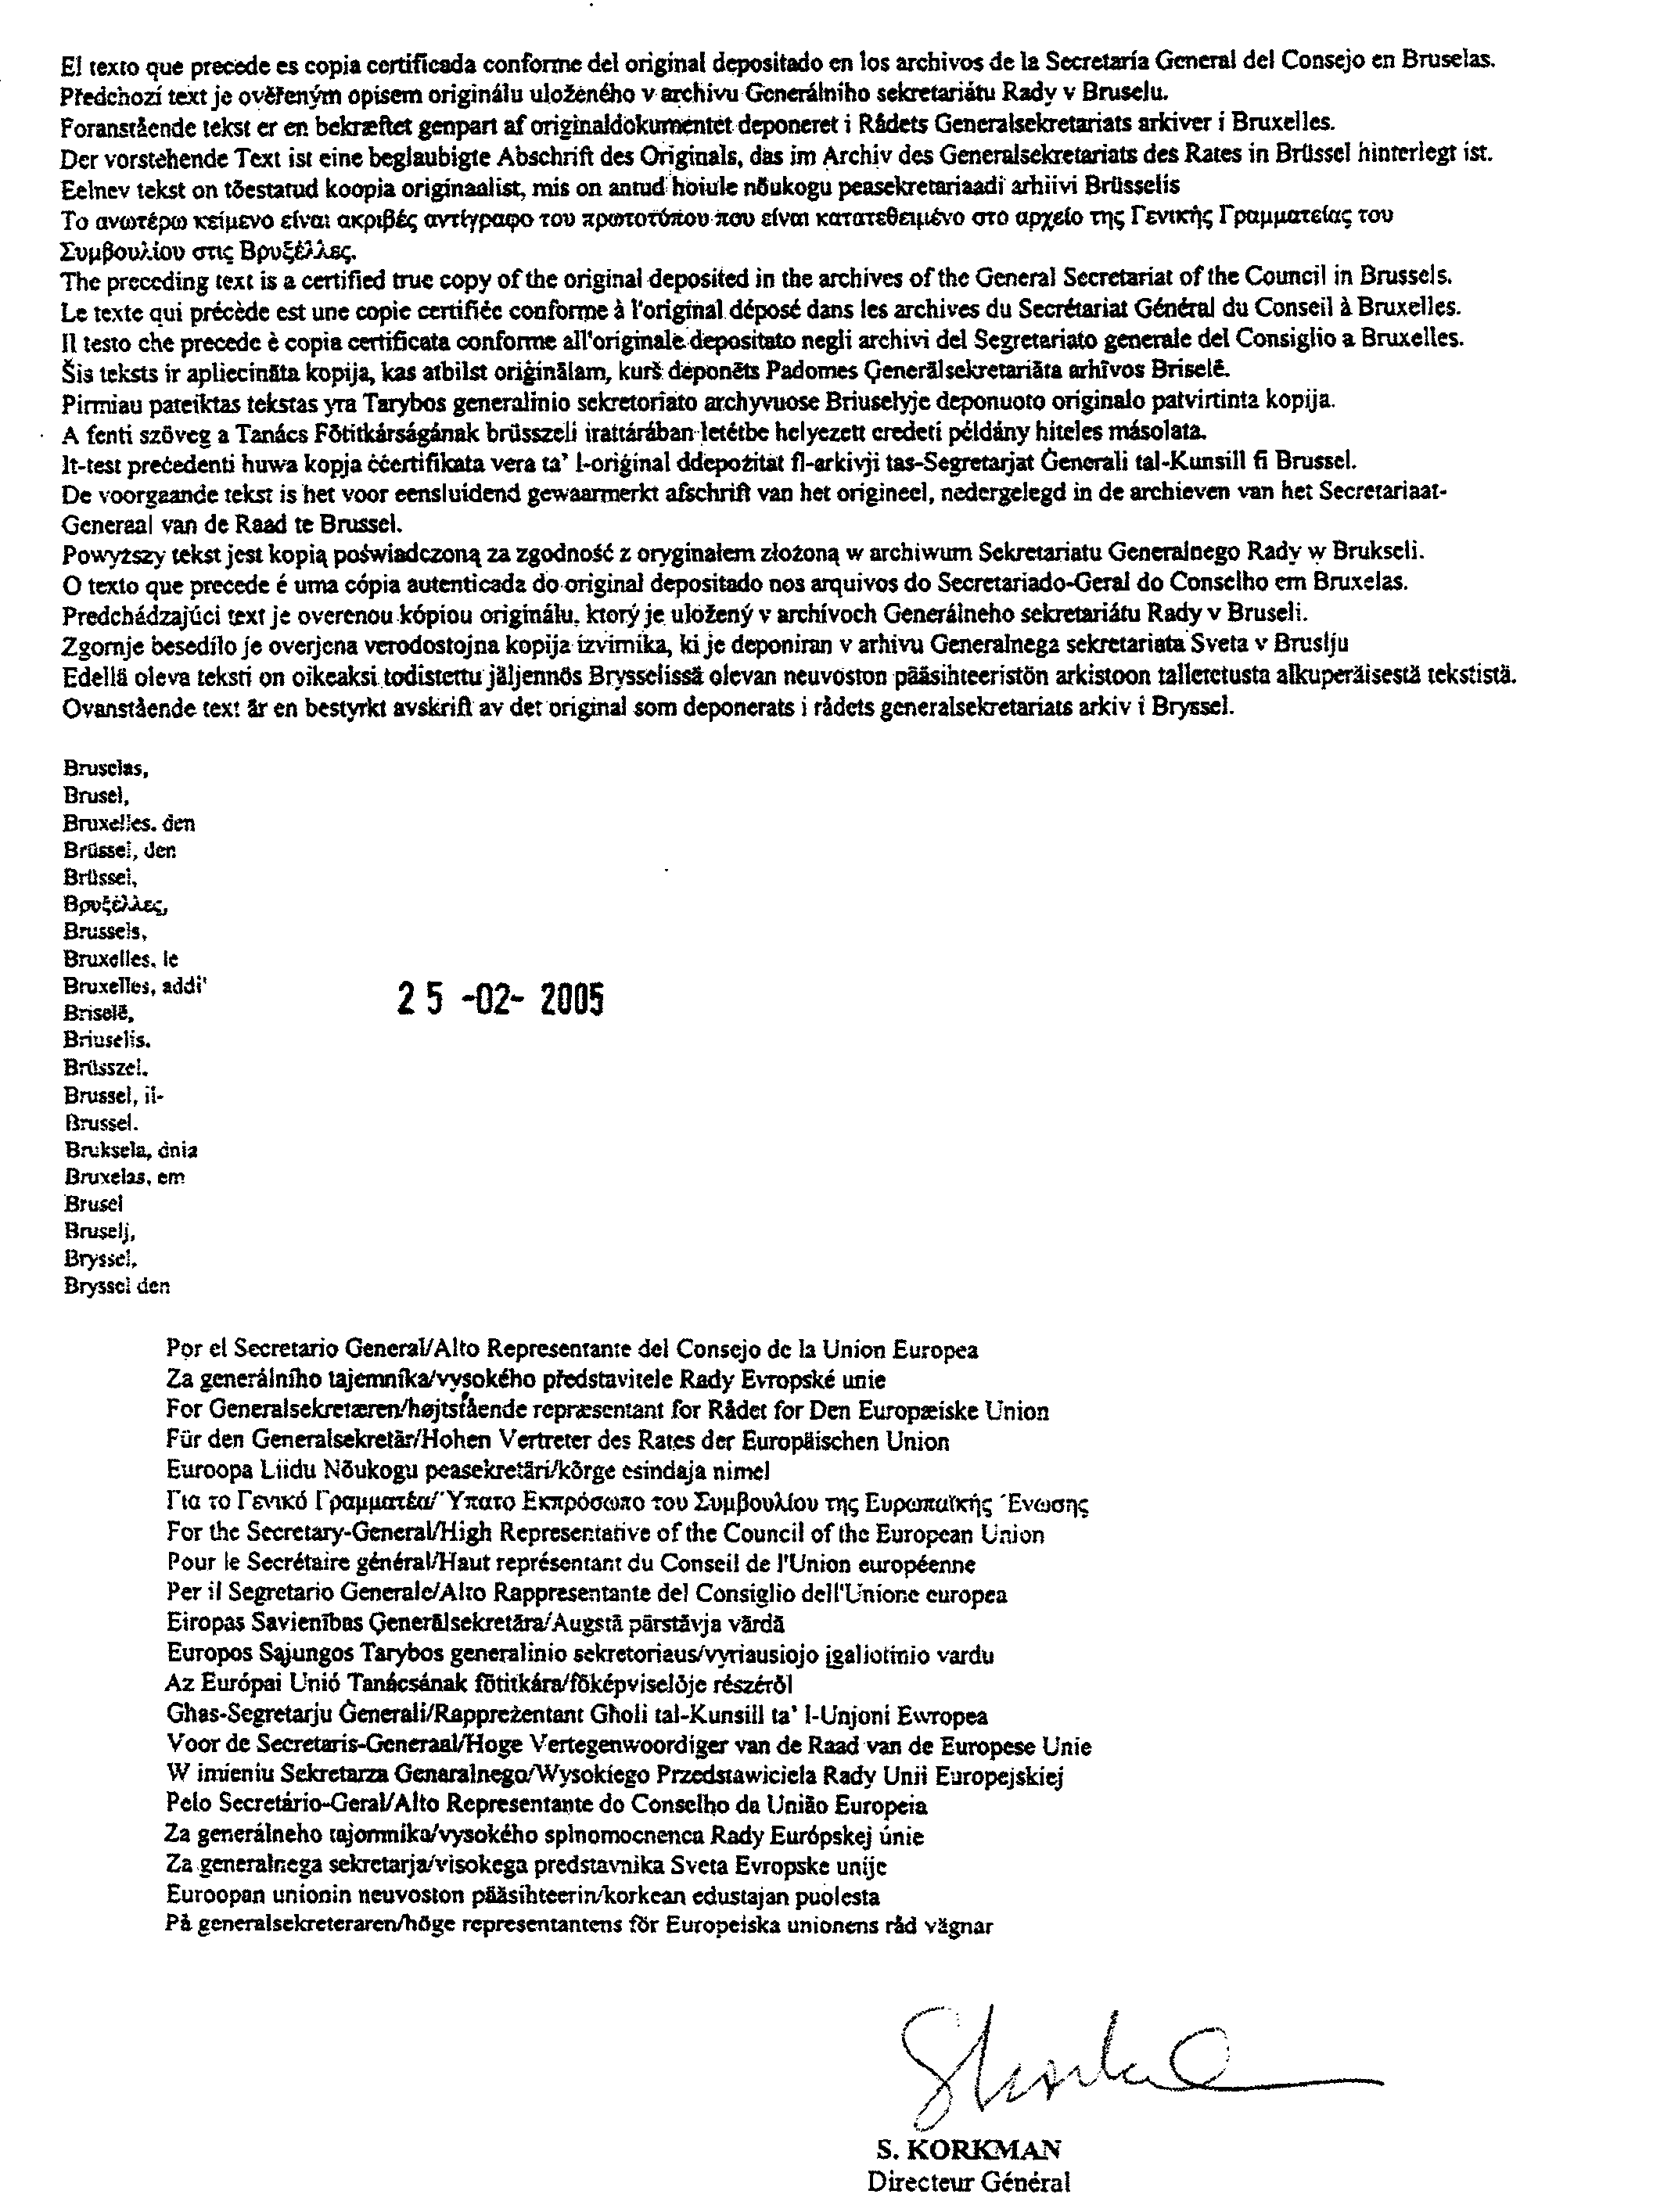 El texto que precede es copia certificada conforme del original depositado en los archivos de la Secretaría General del Consejo en Bruselas.
Předchozí text je ověřeným opisem originálu uloženého v archivu Generálního sekretariátu Rady v Bruselu.
Foranstående tekst er en bekræftet genpart af originaldokumentet deponeret i Rådets Generalsekretariats arkiver i Bruxelles.
Der vorstehende Text ist eine beglaubigte Abschrift des Originals, das im Archiv des Generalsekretariats des Rates in Brüssel hinterlegt ist.
Eelnev tekst on tõestatud koopia originaalist, mis on antud hoiule nõukogu peasekretariaadi arhiivi Brüsselis
Το ανωτέρω κείμενο είναι ακριβές αντίγραφο του πρωτοτύπου που είναι κατατεθειμένο στο αρχείο της Γενικής Γραμματείας του
Συμβουλίου στις Βρυξέλλες.
The preceding text is a certified true copy of the original deposited in the archives of the General Secretariat of the Council in Brussels.
Le texte qui précède est une copie certifiée conforme à l'original déposé dans les archives du Secrétariat Général du Conseil à Bruxelles.
Il testo che precede è copia certificata conforme all'originale depositato negli archivi del Segretariato generale del Consiglio a Bruxelles.
Šis teksts ir apliecināta kopija, kas atbilst oriģinālam, kurš deponēts Padomes Ģenerālsekretariāta arhīvos Briselē.
Pirmiau pateiktas tekstas yra Tarybos generalinio sekretoriato archyvuose Briuselyje deponuoto originalo patvirtinta kopija.
A fenti szöveg a Tanács Főtitkárságának brüsszeli irattárában letétbe helyezett eredeti példány hiteles másolata.
It-test preċedenti huwa kopja ċċertifikata vera ta' l-oriġinal ddepożitat fl-arkivji tas-Segretarjat Ġenerali tal-Kunsill fi Brussel.
De voorgaande tekst is het voor eensluidend gewaarmerkt afschrift van het origineel, nedergelegd in de archieven van het Secretariaat-
Generaal van de Raad te Brussel.
Powyższy tekst jest kopią poświadczoną za zgodność z oryginałem złożoną w archiwum Sekretariatu Generalnego Rady w Brukseli.
O texto que precede é uma cópia autenticada do original depositado nos arquivos do Secretariado-Geral do Conselho em Bruxelas.
Predchádzajúci text je overenou kópiou originálu, ktorý je uložený v archívoch Generálneho sekretariátu Rady v Bruseli.
Zgornje besedilo je overjena verodostojna kopija izvirnika, ki je deponiran v arhivu Generalnega sekretariata Sveta v Bruslju
Edellä oleva teksti on oikeaksi todistettu jäljennös Brysselissä olevan neuvoston pääsihteeristön arkistoon talletetusta alkuperäisestä tekstistä.
Ovanstående text är en bestyrkt avskrift av det original som deponerats i rådets generalsekretariats arkiv i Bryssel.
Bruselas,
Brusel,
Bruxelles, den
Brüssel, den
Brüssel,
Βρυξέλλες,
Brussels,
Bruxelles, le
Bruxelles, addi'
Briselē,
Briuselis.
Brüsszel.
Brussel, il-
Brussel.
Bruksela, dnia
Bruxelas, em
Brusel
Bruselj,
Bryssel,
Bryssel den
25 -02- 2005
Por el Secretario General/Alto Representante del Consejo de la Union Europea
Za generálního tajemníka/vysokého představitele Rady Evropské unie
For Generalsekretæren/højtstående repræsentant for Rådet for Den Europæiske Union
Für den Generalsekretär/Hohen Vertreter des Rates der Europäischen Union
Euroopa Liidu Nõukogu peasekretäri/kõrge esindaja nimel
Για το Γενικό Γραμματέα/Ύπατο Εκπρόσωπο του Συμβουλίου της Ευρωπαϊκής Ένωσης
For the Secretary-General/High Representative of the Council of the European Union
Pour le Secrétaire général/Haut représentant du Conseil de l'Union européenne
Per il Segretario Generale/Alto Rappresentante del Consiglio dell'Unione europea
Eiropas Savienības Ģenerālsekretāra/Augstā pārstāvja vārdā
Europos Sąjungos Tarybos generalinio sekretoriaus/vyriausiojo įgaliotinio vardu
Az Európai Unió Tanácsának főtitkára/főképviselője részéről
Għas-Segretarju Ġenerali/Rappreżentant Għoli tal-Kunsill ta' l-Unjoni Ewropea
Voor de Secretaris-Generaal/Hoge Vertegenwoordiger van de Raad van de Europese Unie
W imieniu Sekretarza Genaralnego/Wysokiego Przedstawiciela Rady Unii Europejskiej
Pelo Secretário-Geral/Alto Representante do Conselho da União Europeia
Za generálneho tajomníka/vysokého splnomocnenca Rady Európskej únie
Za generalnega sekretarja/visokega predstavnika Sveta Evropske unije
Euroopan unionin neuvoston pääsihteerin/korkean edustajan puolesta
På generalsekreteraren/höge representantens för Europeiska unionens råd vägnar
S. KORKMAN
Directeur Général